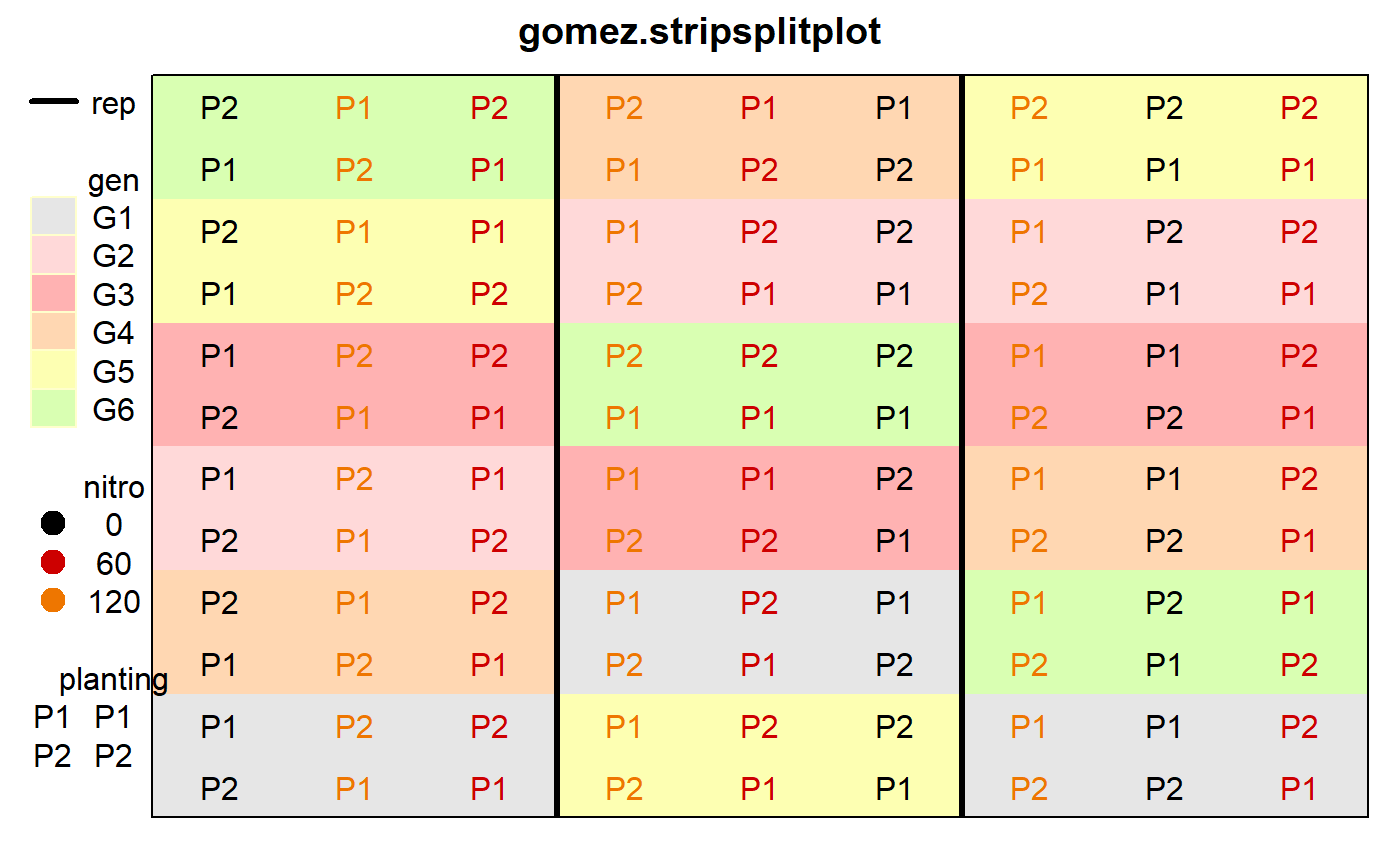 gomez.stripsplitplot
rep
gen
G1
G2
G3
G4
G5
G6
nitro
0
60
120
planting
P1 P1
P2 P2
P2 P1 P2 P2 P1 P1 P2 P2 P2
P1 P2 P1 P1 P2 P2 P1 P1 P1
P2 P1 P1 P1 P2 P2 P1 P2 P2
P1 P2 P2 P2 P1 P1 P2 P1 P1
P1 P2 P2 P2 P2 P2 P1 P1 P2
P2 P1 P1 P1 P1 P1 P2 P2 P1
P1 P2 P1 P1 P1 P2 P1 P1 P2
P2 P1 P2 P2 P2 P1 P2 P2 P1
P2 P1 P2 P1 P2 P1 P1 P2 P1
P1 P2 P1 P2 P1 P2 P2 P1 P2
P1 P2 P2 P1 P2 P2 P1 P1 P2
P2 P1 P1 P2 P1 P1 P2 P2 P1